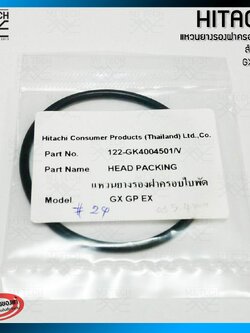 HITAC
แหวนยางรองฝาครอ
Hitachi Consumer Products (Thailand) Ltd.,Co.
Part No. 122-GK4004501/V
Part Name HEAD PACKING
แหวนยางรองฝาครอบใบพัด
Model GX GP EX
# 24